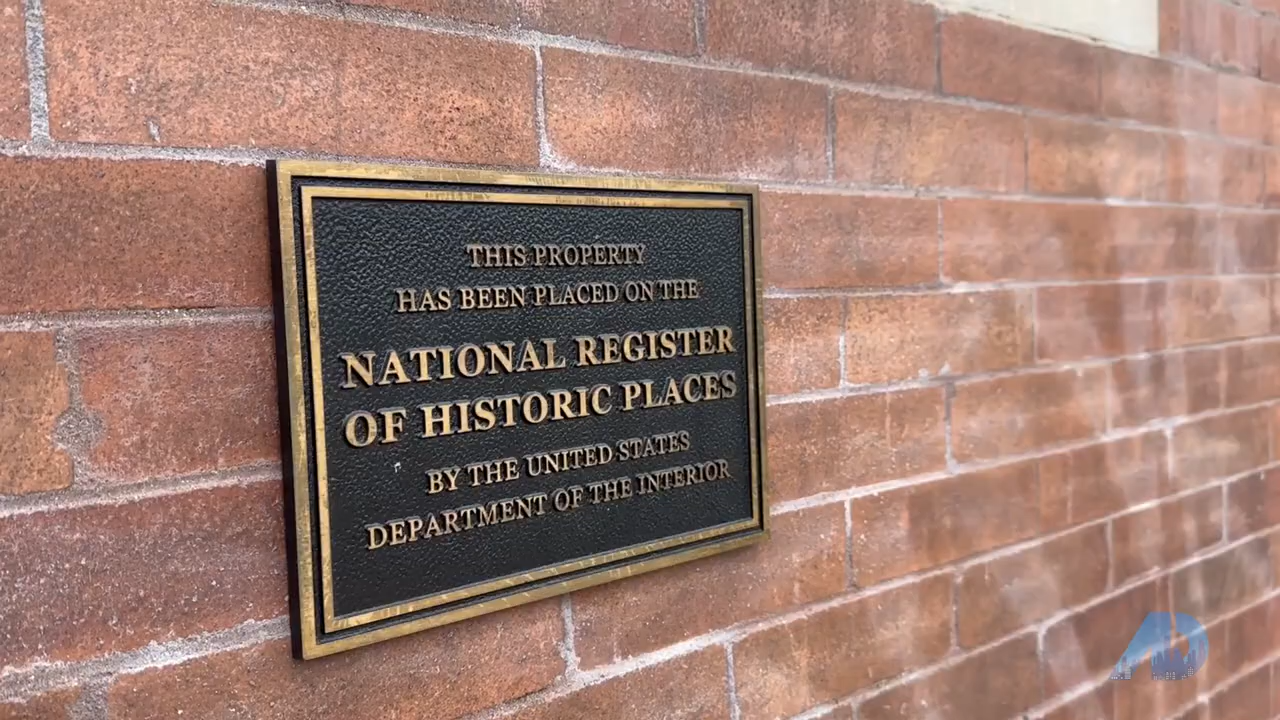 THIS PROPERTY
HAS BEEN PLACED ON THE
NATIONAL REGISTER
OF HISTORIC PLACES
BY THE UNITED STATES
DEPARTMENT OF THE INTERIOR
AD